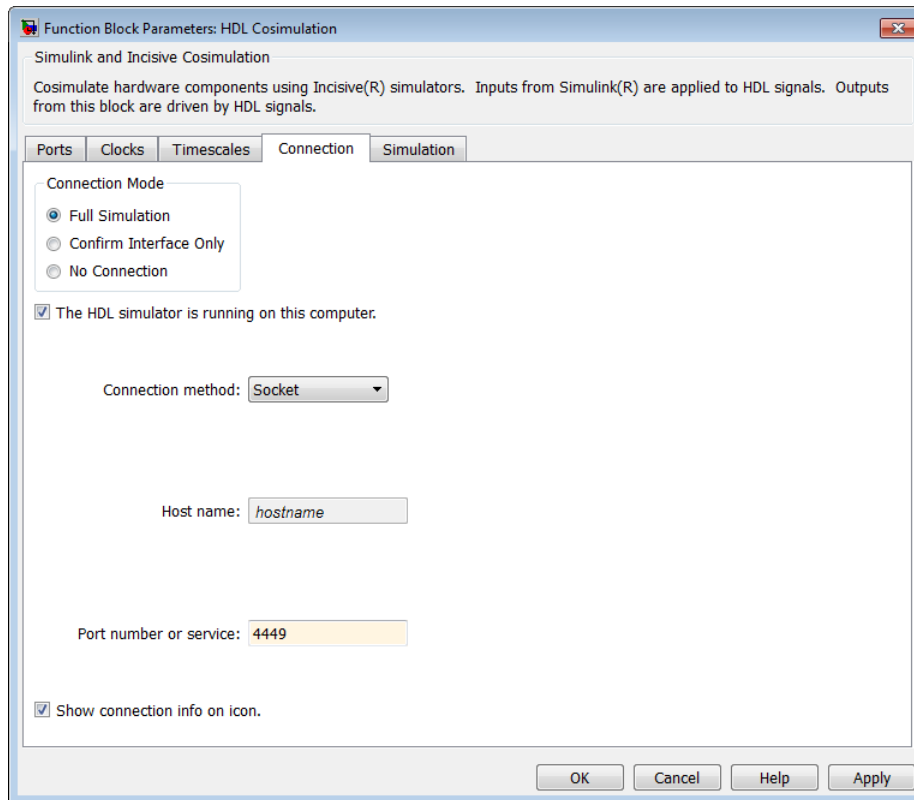 Function Block Parameters: HDL Cosimulation
Simulink and Incisive Cosimulation
Cosimulate hardware components using Incisive(R) simulators.  Inputs from Simulink(R) are applied to HDL signals.  Outputs
from this block are driven by HDL signals.
Ports Clocks Timescales Connection Simulation
Connection Mode
Full Simulation
Confirm Interface Only
No Connection
The HDL simulator is running on this computer.
Connection method: Socket
Host name: hostname
Port number or service: 4449
Show connection info on icon.
OK Cancel Help Apply